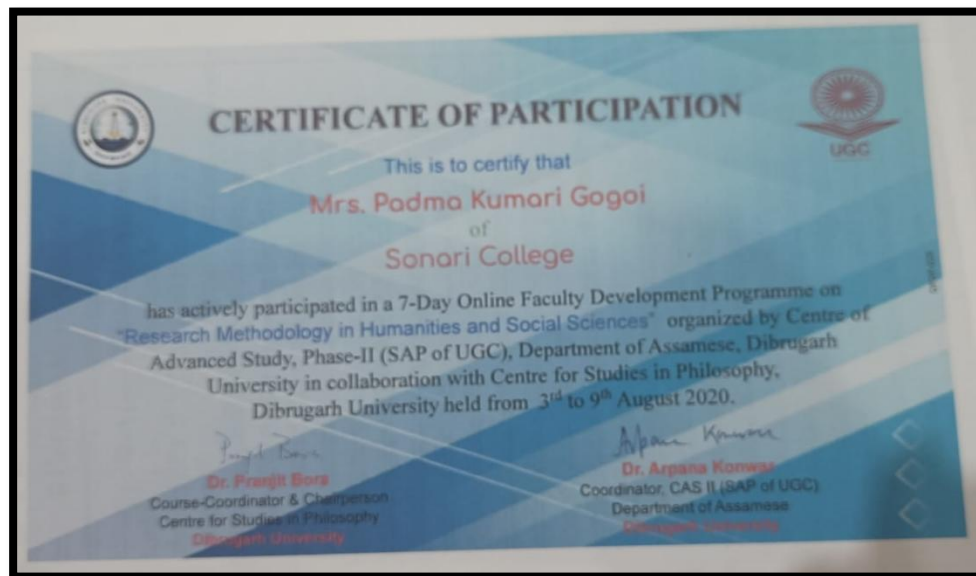 CERTIFICATE OF PARTICIPATION
UGC
This is to certify that
Mrs. Padma Kumari Gogoi
of
Sonari College
has actively participated in a 7-Day Online Faculty Development Programme on
"Research Methodology in Humanities and Social Sciences" organized by Centre of
Advanced Study, Phase-II (SAP of UGC), Department of Assamese, Dibrugarh
University in collaboration with Centre for Studies in Philosophy,
Dibrugarh University held from 3rd to 9th August 2020.
Dr. Pranjit Bora
Course-Coordinator & Chairperson
Centre for Studies in Philosophy
Dibrugarh University
Arpana Konwar
Dr. Arpana Konwar
Coordinator, CAS II (SAP of UGC)
Department of Assamese
Dibrugarh University